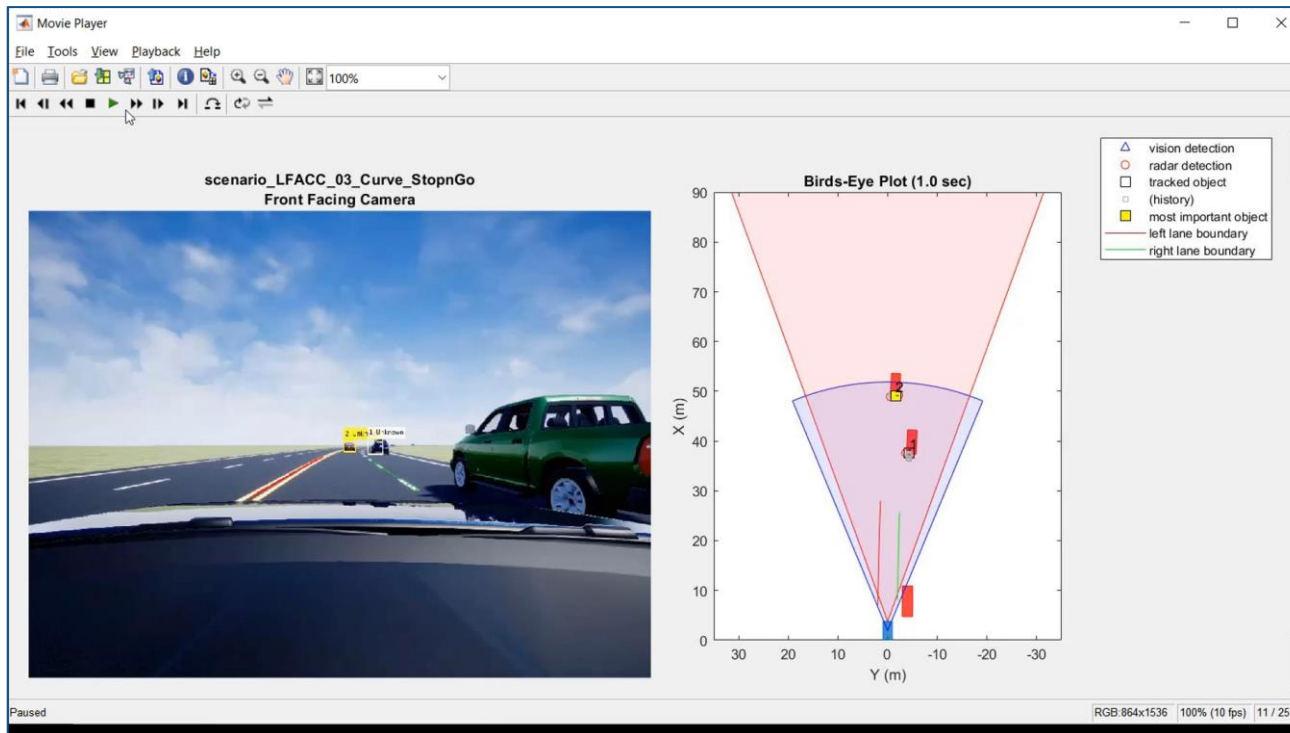 Movie Player
File Tools View Playback Help
100%
scenario_LFACC_03_Curve_StopnGo
Front Facing Camera
2
1 Unknown
Birds-Eye Plot (1.0 sec)
90
80
70
60
50
40
30
20
10
0
X (m)
2
1
30 20 10 0 -10 -20 -30
Y (m)
vision detection
radar detection
tracked object
(history)
most important object
left lane boundary
right lane boundary
Paused
RGB:864x1536 100% (10 fps) 11 / 25